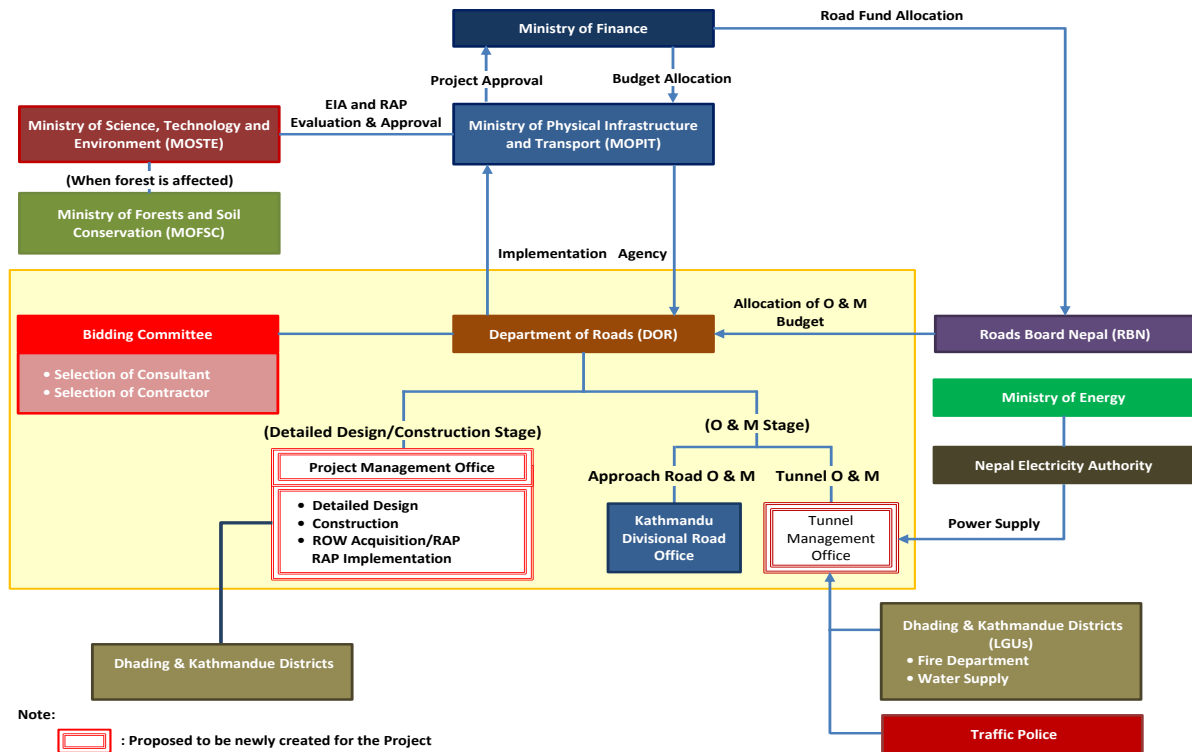 Ministry of Finance
Road Fund Allocation
Project Approval
Budget Allocation
EIA and RAP
Evaluation & Approval
Ministry of Science, Technology and
Environment (MOSTE)
Ministry of Physical Infrastructure
and Transport (MOPIT)
(When forest is affected)
Ministry of Forests and Soil
Conservation (MOFSC)
Implementation Agency
Allocation of O & M
Budget
Bidding Committee
• Selection of Consultant
• Selection of Contractor
Department of Roads (DOR)
Roads Board Nepal (RBN)
Ministry of Energy
Nepal Electricity Authority
(Detailed Design/Construction Stage)
(O & M Stage)
Project Management Office
• Detailed Design
• Construction
• ROW Acquisition/RAP
RAP Implementation
Approach Road O & M
Tunnel O & M
Kathmandu
Divisional Road
Office
Tunnel
Management
Office
Power Supply
Dhading & Kathmandue Districts
Dhading & Kathmandue Districts
(LGUs)
• Fire Department
• Water Supply
Traffic Police
Note:
: Proposed to be newly created for the Project